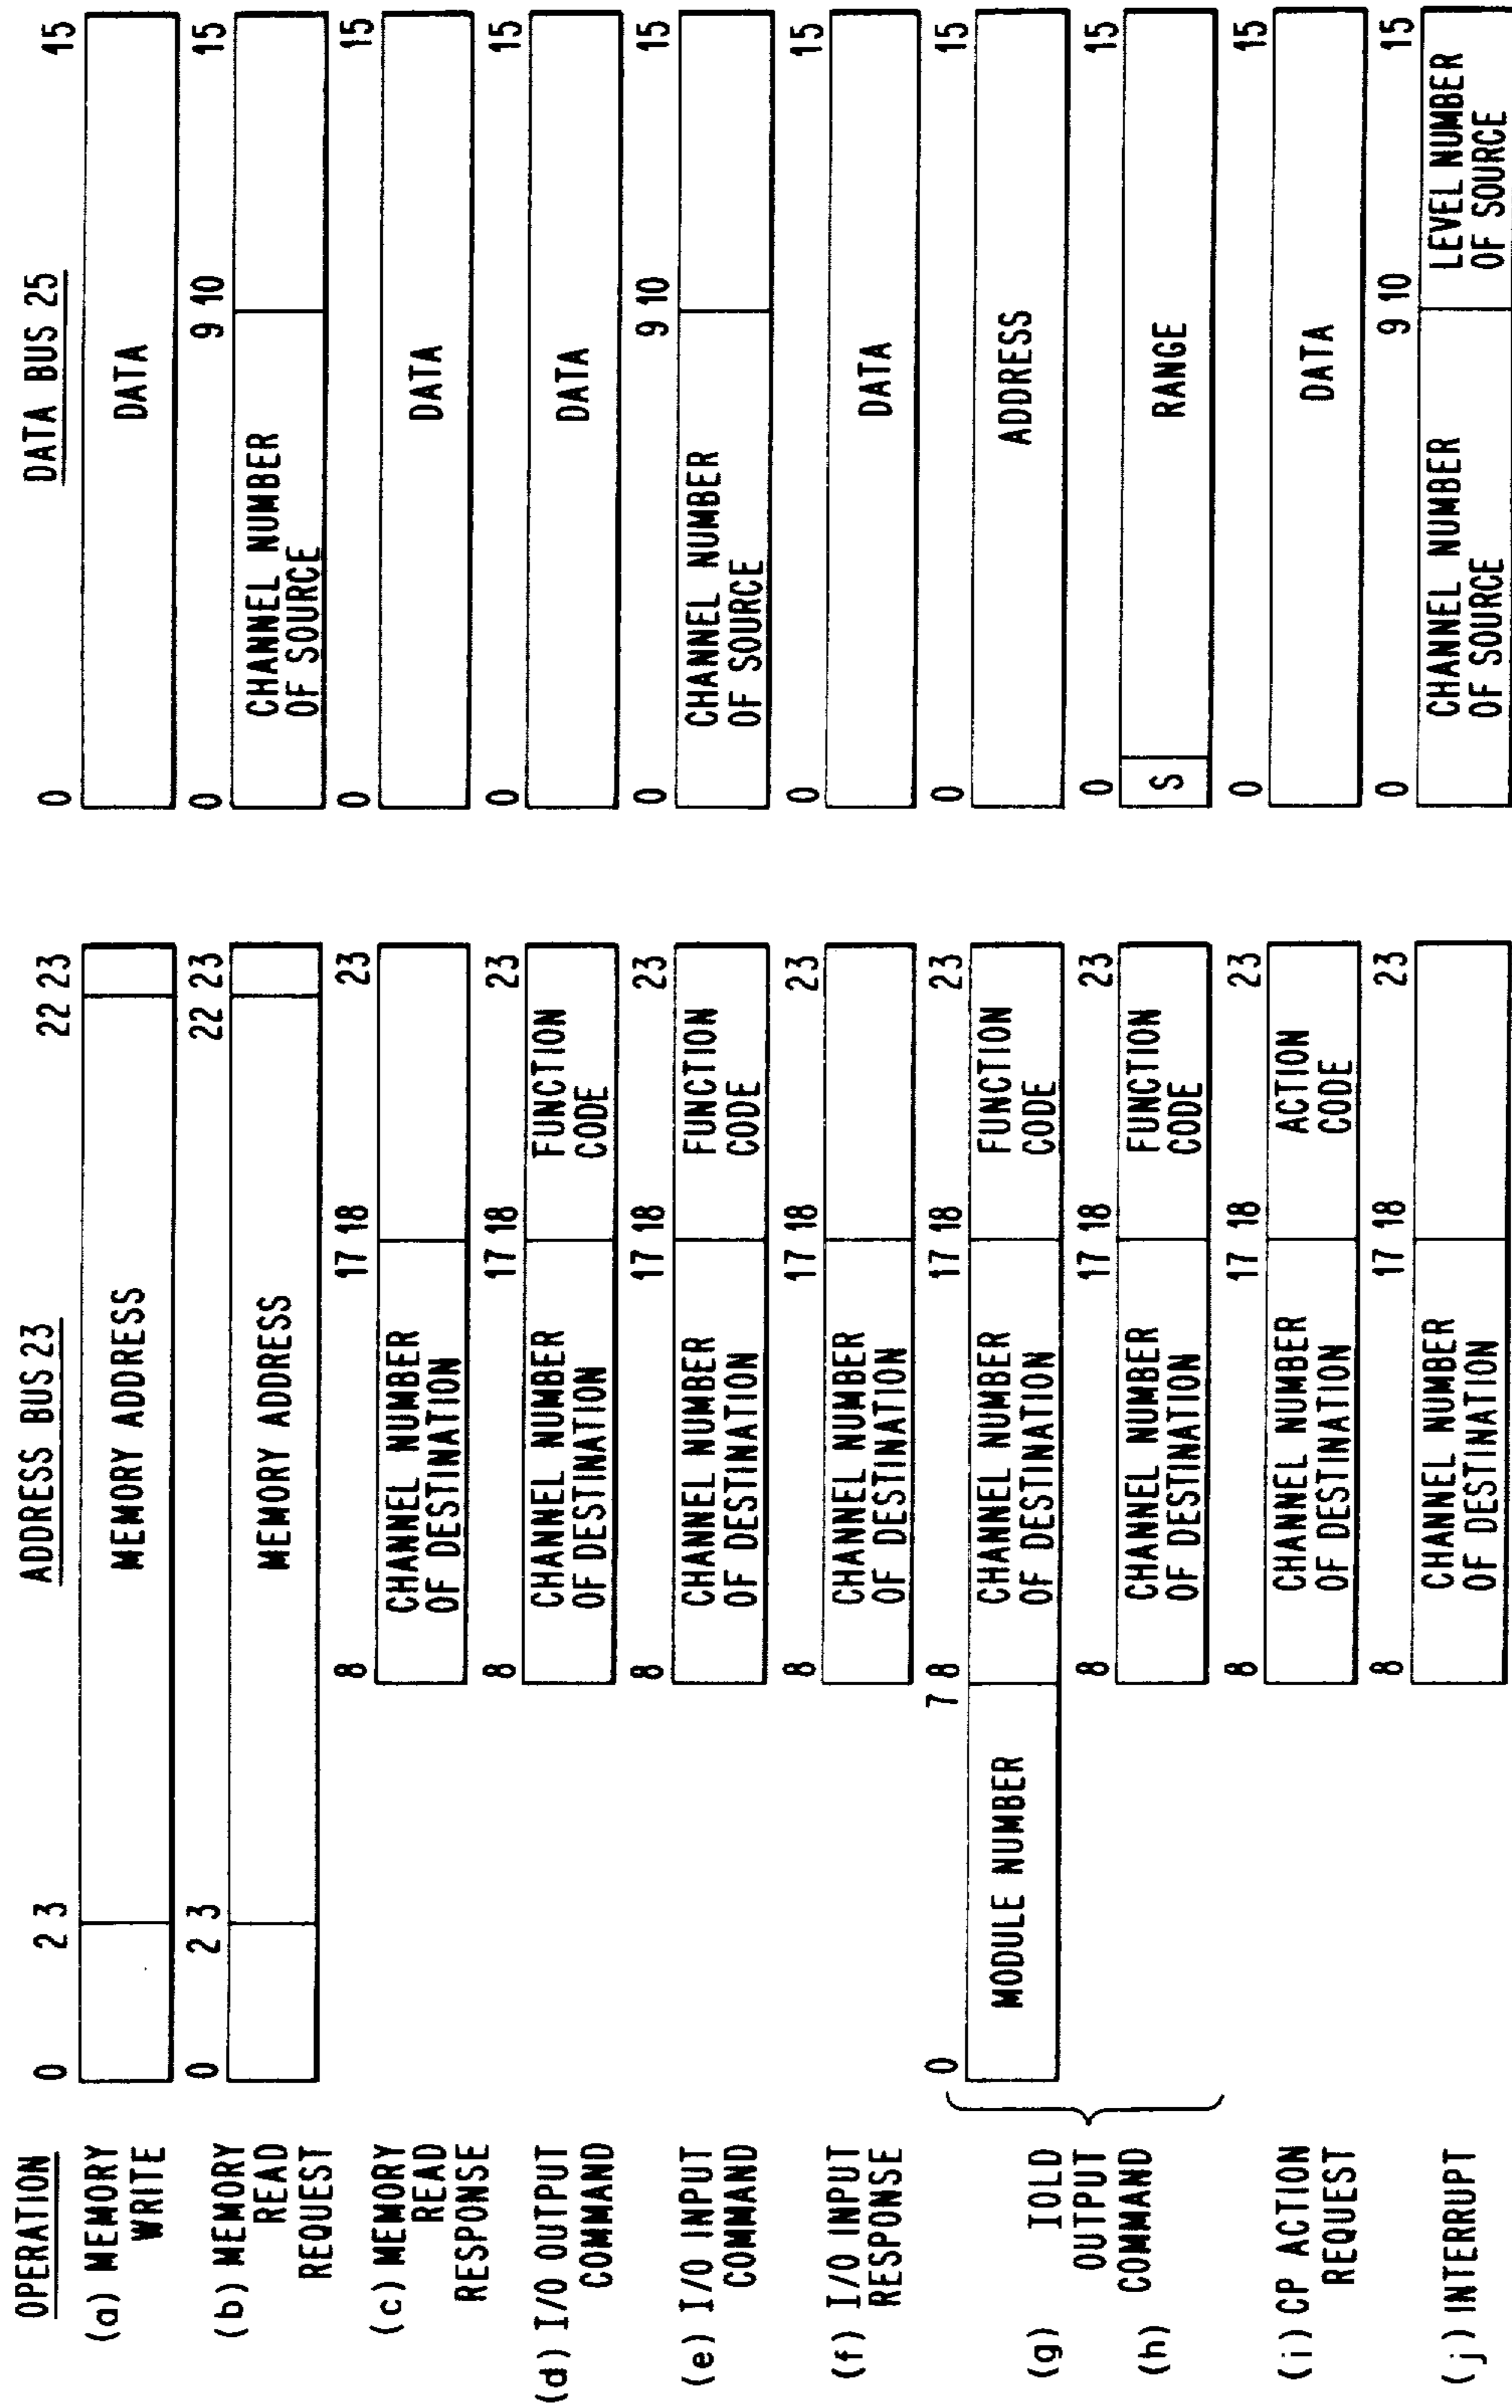 OPERATION
ADDRESS BUS 23
DATA BUS 25
0 2 3 22 23
0 15
(a) MEMORY
WRITE
MEMORY ADDRESS
DATA
0 2 3 22 23
0 9 10 15
(b) MEMORY
READ
REQUEST
MEMORY ADDRESS
CHANNEL NUMBER
OF SOURCE
8 17 18 23
0 15
(c) MEMORY
READ
RESPONSE
CHANNEL NUMBER
OF DESTINATION
DATA
8 17 18 23
0 15
(d) I/O OUTPUT
COMMAND
CHANNEL NUMBER
OF DESTINATION
FUNCTION
CODE
DATA
8 17 18 23
0 9 10 15
(e) I/O INPUT
COMMAND
CHANNEL NUMBER
OF DESTINATION
FUNCTION
CODE
CHANNEL NUMBER
OF SOURCE
8 17 18 23
0 15
(f) I/O INPUT
RESPONSE
CHANNEL NUMBER
OF DESTINATION
DATA
0 7 8 17 18 23
0 15
(g) IOLD
OUTPUT
(h) COMMAND
MODULE NUMBER
CHANNEL NUMBER
OF DESTINATION
FUNCTION
CODE
ADDRESS
8 17 18 23
0 15
CHANNEL NUMBER
OF DESTINATION
FUNCTION
CODE
S
RANGE
8 17 18 23
0 15
(i) CP ACTION
REQUEST
CHANNEL NUMBER
OF DESTINATION
ACTION
CODE
DATA
8 17 18 23
0 9 10 15
(j) INTERRUPT
CHANNEL NUMBER
OF DESTINATION
CHANNEL NUMBER
OF SOURCE
LEVEL NUMBER
OF SOURCE